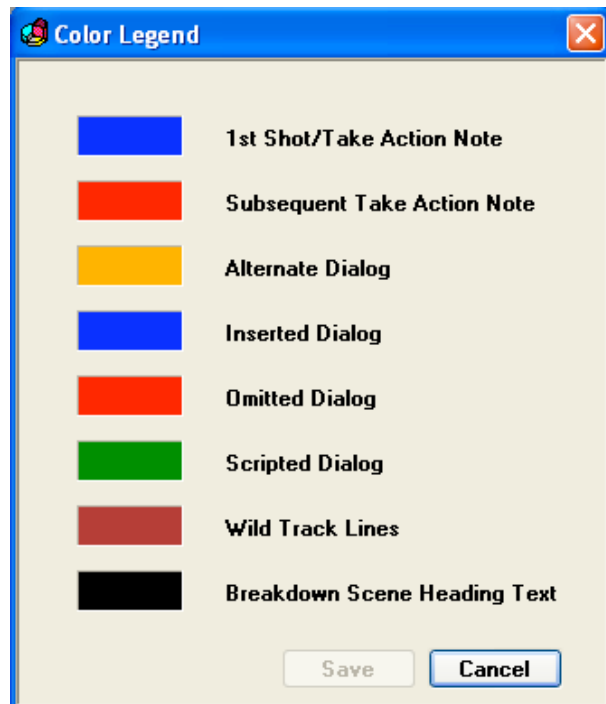 Color Legend
1st Shot/Take Action Note
Subsequent Take Action Note
Alternate Dialog
Inserted Dialog
Omitted Dialog
Scripted Dialog
Wild Track Lines
Breakdown Scene Heading Text
Save Cancel